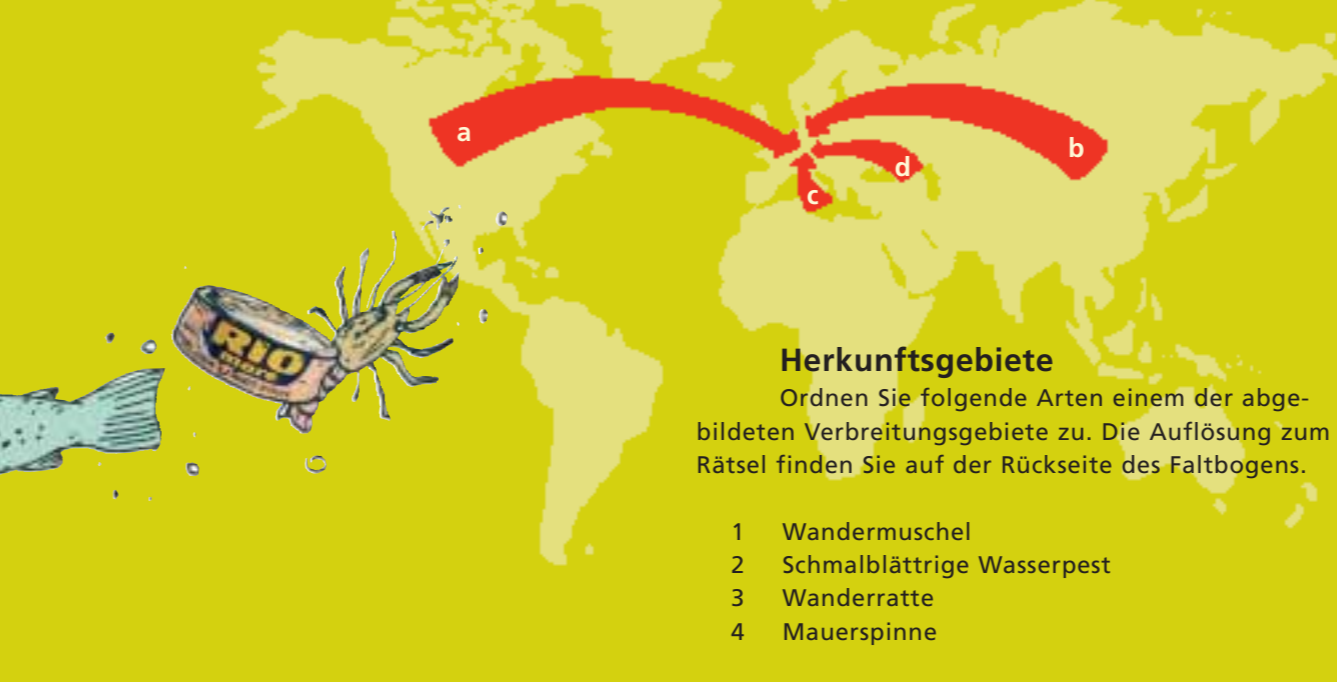 a
b
d
c
RIO
Herkunftsgebiete
Ordnen Sie folgende Arten einem der abge-
bildeten Verbreitungsgebiete zu. Die Auflösung zum
Rätsel finden Sie auf der Rückseite des Faltbogens.
1 Wandermuschel
2 Schmalblättrige Wasserpest
3 Wanderratte
4 Mauerspinne